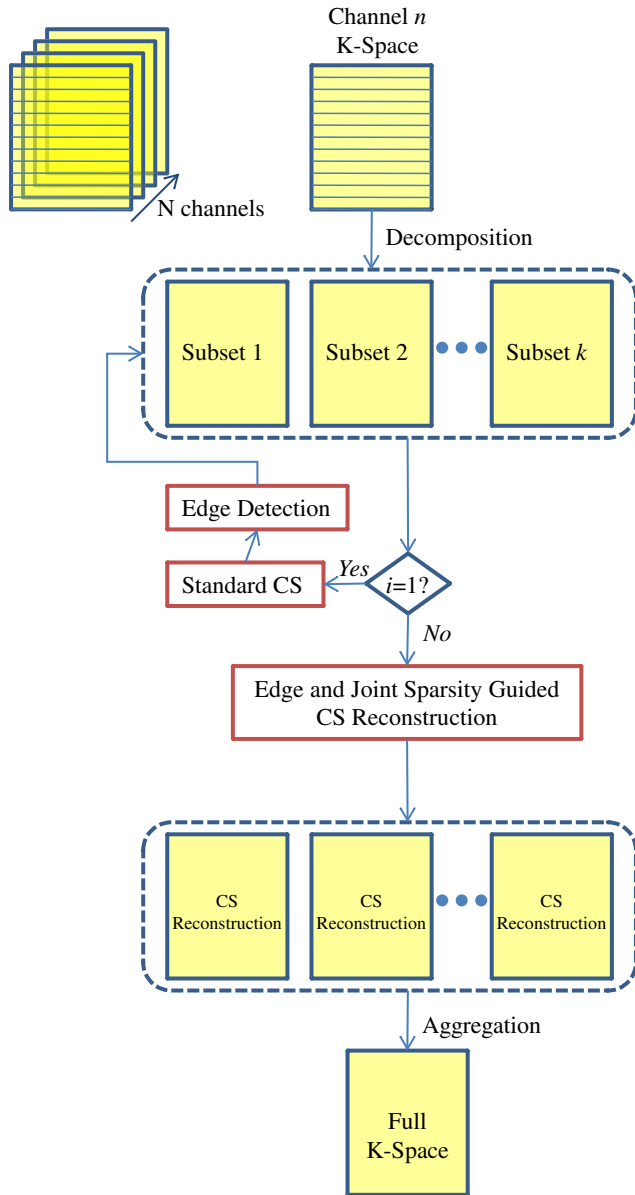 Channel n
K-Space
N channels
Decomposition
Subset 1
Subset 2
Subset k
Edge Detection
Standard CS
Yes
i=1?
No
Edge and Joint Sparsity Guided
CS Reconstruction
CS
Reconstruction
CS
Reconstruction
CS
Reconstruction
Aggregation
Full
K-Space